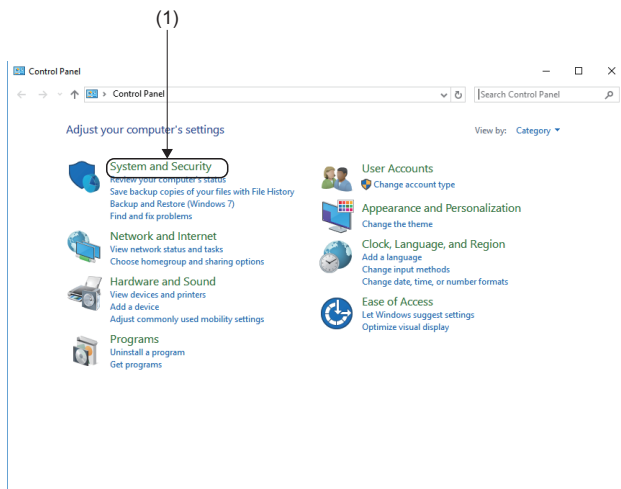 (1)
Control Panel
Control Panel
Search Control Panel
Adjust your computer's settings
View by: Category
System and Security
Review your computer's status
Save backup copies of your files with File History
Backup and Restore (Windows 7)
Find and fix problems
Network and Internet
View network status and tasks
Choose homegroup and sharing options
Hardware and Sound
View devices and printers
Add a device
Adjust commonly used mobility settings
Programs
Uninstall a program
Get programs
User Accounts
Change account type
Appearance and Personalization
Change the theme
Clock, Language, and Region
Add a language
Change input methods
Change date, time, or number formats
Ease of Access
Let Windows suggest settings
Optimize visual display